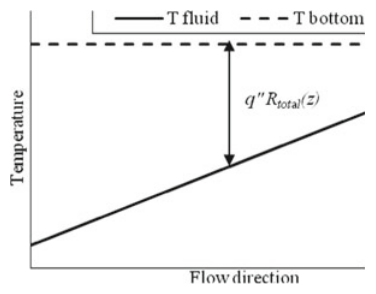 T fluid T bottom
q"R_total(z)
Temperature
Flow direction